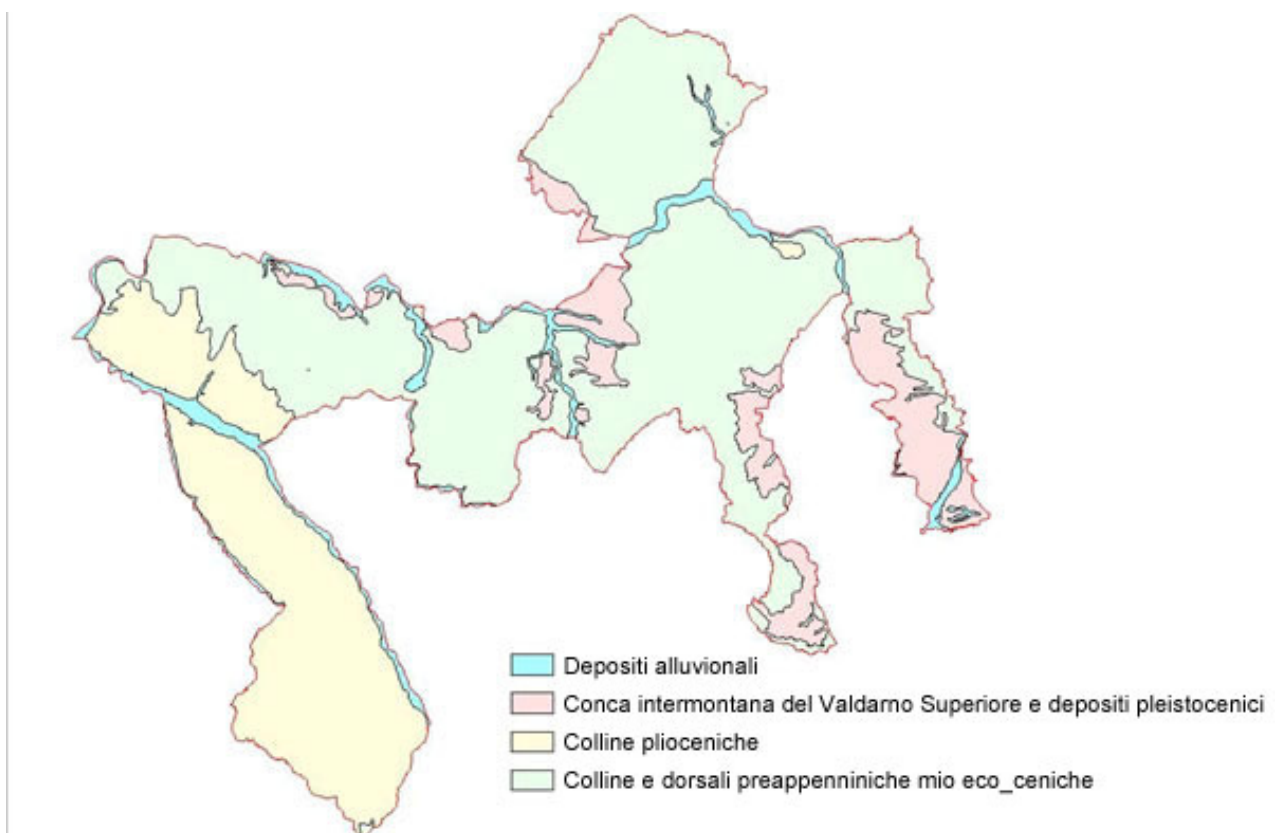 Depositi alluvionali
Conca intermontana del Valdarno Superiore e depositi pleistocenici
Colline plioceniche
Colline e dorsali preappenniniche mio eco_ceniche